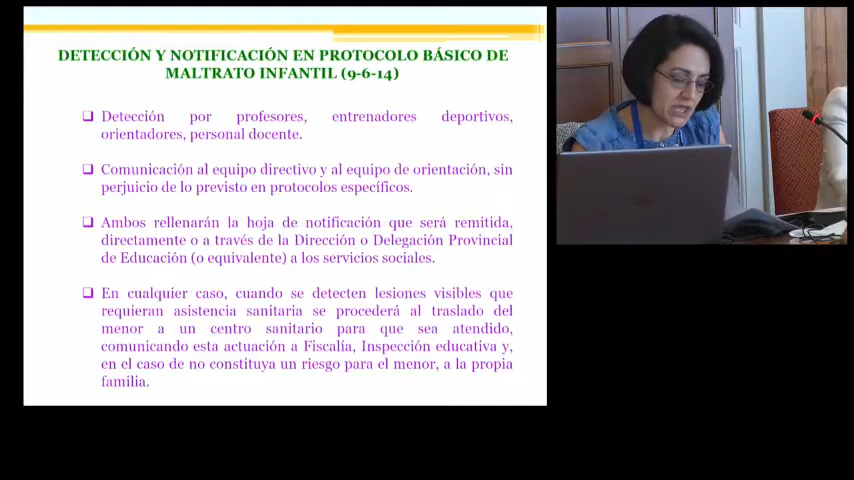 DETECCIÓN Y NOTIFICACIÓN EN PROTOCOLO BÁSICO DE
MALTRATO INFANTIL (9-6-14)
Detección por profesores, entrenadores deportivos,
orientadores, personal docente.
Comunicación al equipo directivo y al equipo de orientación, sin
perjuicio de lo previsto en protocolos específicos.
Ambos rellenarán la hoja de notificación que será remitida,
directamente o a través de la Dirección o Delegación Provincial
de Educación (o equivalente) a los servicios sociales.
En cualquier caso, cuando se detecten lesiones visibles que
requieran asistencia sanitaria se procederá al traslado del
menor a un centro sanitario para que sea atendido,
comunicando esta actuación a Fiscalía, Inspección educativa y,
en el caso de no constituya un riesgo para el menor, a la propia
familia.